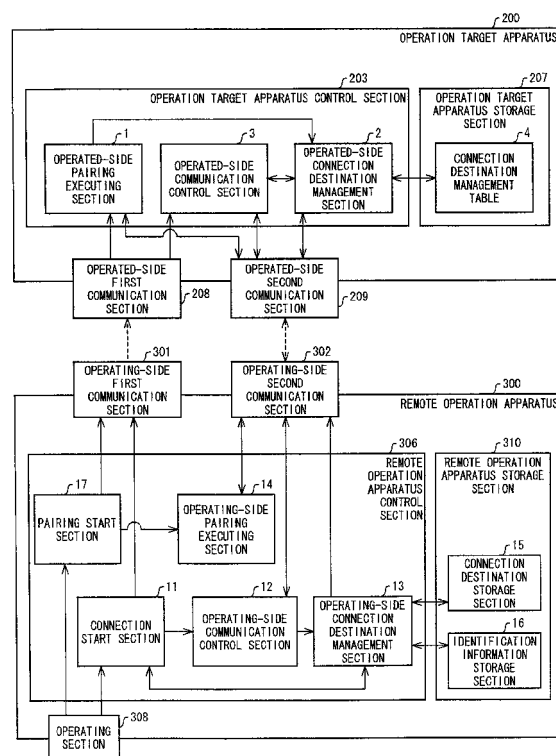 200
OPERATION TARGET APPARATUS
203
OPERATION TARGET APPARATUS CONTROL SECTION
207
OPERATION TARGET
APPARATUS STORAGE
SECTION
1
OPERATED-SIDE
PAIRING
EXECUTING
SECTION
3
OPERATED-SIDE
COMMUNICATION
CONTROL SECTION
2
OPERATED-SIDE
CONNECTION
DESTINATION
MANAGEMENT
SECTION
4
CONNECTION
DESTINATION
MANAGEMENT
TABLE
OPERATED-SIDE
FIRST
COMMUNICATION
SECTION
208
OPERATED-SIDE
SECOND
COMMUNICATION
SECTION
209
301
OPERATING-SIDE
FIRST
COMMUNICATION
SECTION
302
OPERATING-SIDE
SECOND
COMMUNICATION
SECTION
300
REMOTE OPERATION APPARATUS
306
REMOTE
OPERATION
APPARATUS
CONTROL
SECTION
310
REMOTE OPERATION
APPARATUS STORAGE
SECTION
17
PAIRING START
SECTION
14
OPERATING-SIDE
PAIRING
EXECUTING
SECTION
15
CONNECTION
DESTINATION
STORAGE
SECTION
11
CONNECTION
START SECTION
12
OPERATING-SIDE
COMMUNICATION
CONTROL SECTION
13
OPERATING-SIDE
CONNECTION
DESTINATION
MANAGEMENT
SECTION
16
IDENTIFICATION
INFORMATION
STORAGE
SECTION
308
OPERATING
SECTION